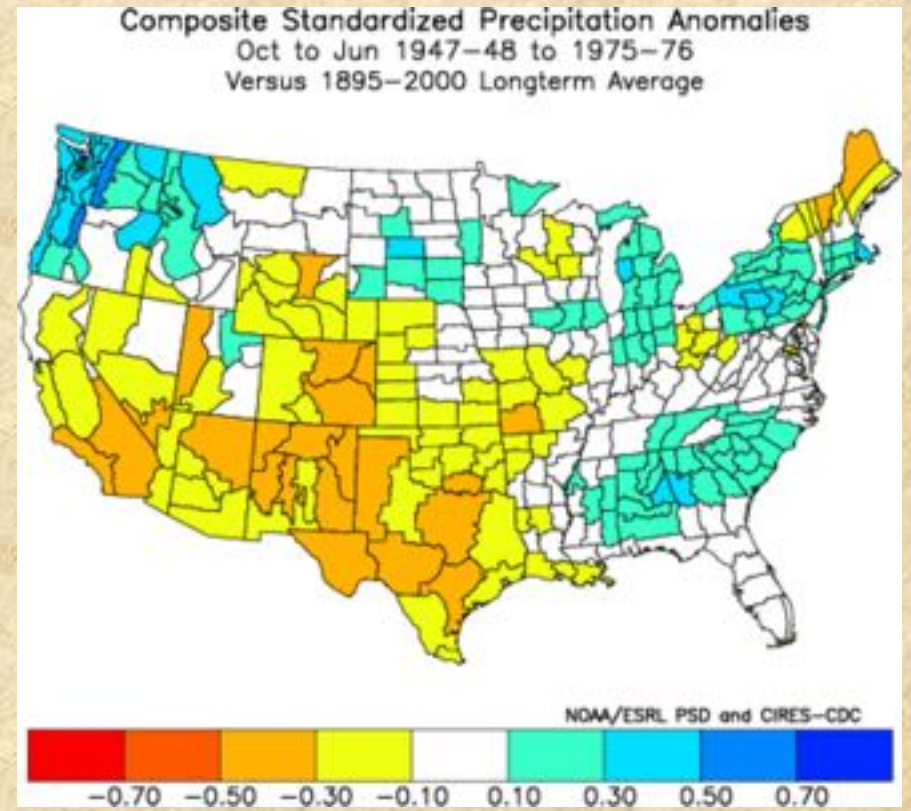 Composite Standardized Precipitation Anomalies
Oct to Jun 1947-48 to 1975-76
Versus 1895-2000 Longterm Average
NOAA/ESRL PSD and CIRES-CDC
-0.70 -0.50 -0.30 -0.10 0.10 0.30 0.50 0.70